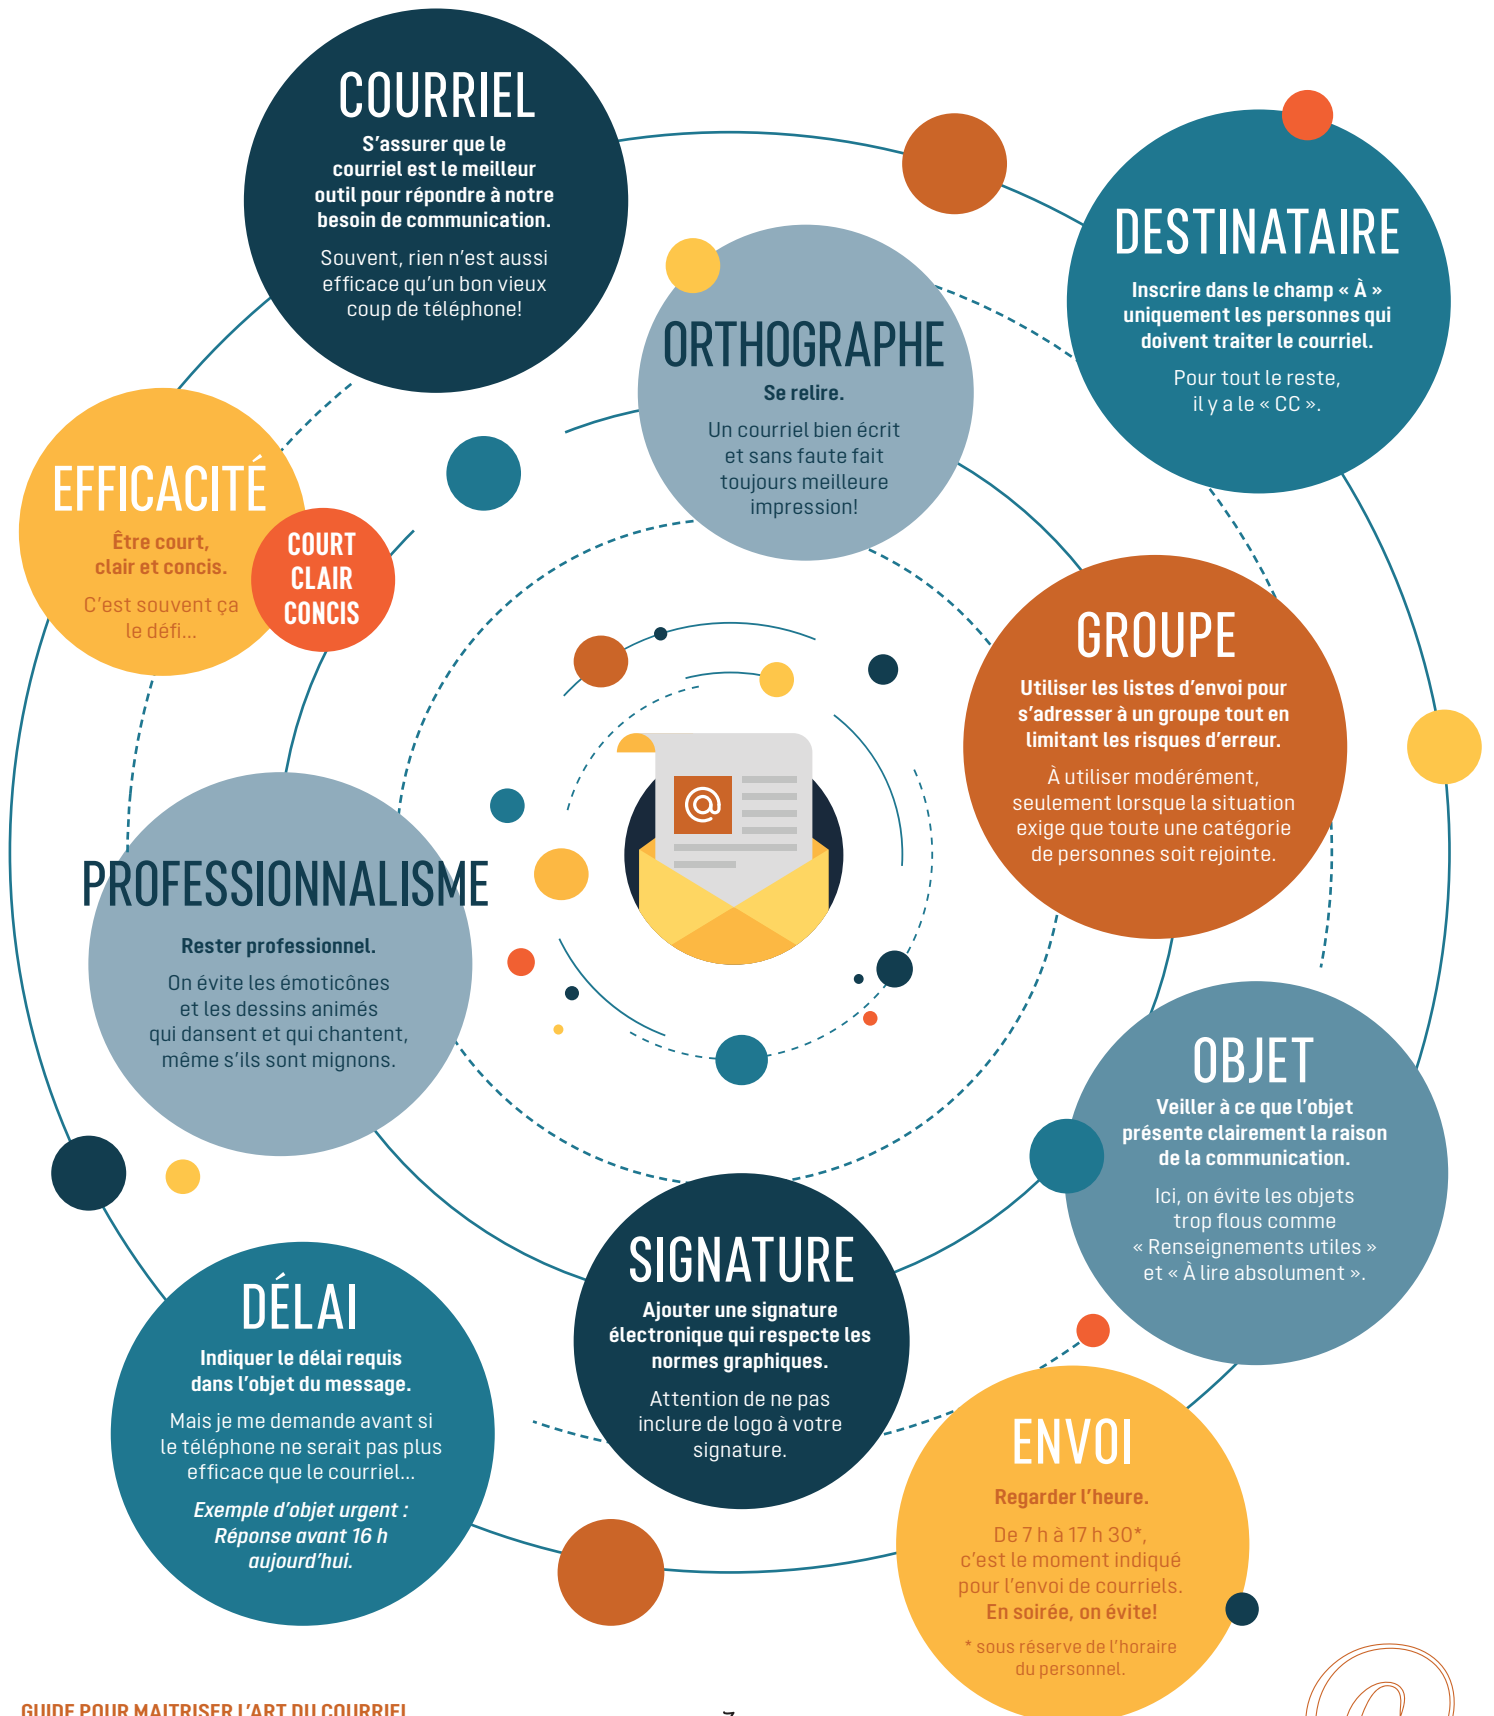 COURRIEL
S’assurer que le
courriel est le meilleur
outil pour répondre à notre
besoin de communication.
Souvent, rien n’est aussi
efficace qu’un bon vieux
coup de téléphone!
DESTINATAIRE
Inscrire dans le champ « À »
uniquement les personnes qui
doivent traiter le courriel.
Pour tout le reste,
il y a le « CC ».
ORTHOGRAPHE
Se relire.
Un courriel bien écrit
et sans faute fait
toujours meilleure
impression!
EFFICACITÉ
Être court,
clair et concis.
C’est souvent ça
le défi...
COURT
CLAIR
CONCIS
GROUPE
Utiliser les listes d’envoi pour
s’adresser à un groupe tout en
limitant les risques d’erreur.
À utiliser modérément,
seulement lorsque la situation
exige que toute une catégorie
de personnes soit rejointe.
@
PROFESSIONNALISME
Rester professionnel.
On évite les émoticônes
et les dessins animés
qui dansent et qui chantent,
même s’ils sont mignons.
OBJET
Veiller à ce que l’objet
présente clairement la raison
de la communication.
Ici, on évite les objets
trop flous comme
« Renseignements utiles »
et « À lire absolument ».
SIGNATURE
Ajouter une signature
électronique qui respecte les
normes graphiques.
Attention de ne pas
inclure de logo à votre
signature.
DÉLAI
Indiquer le délai requis
dans l’objet du message.
Mais je me demande avant si
le téléphone ne serait pas plus
efficace que le courriel...
Exemple d’objet urgent :
Réponse avant 16 h
aujourd’hui.
ENVOI
Regarder l’heure.
De 7 h à 17 h 30*,
c’est le moment indiqué
pour l’envoi de courriels.
En soirée, on évite!
* sous réserve de l’horaire
du personnel.
GUIDE POUR MAITRISER L’ART DU COURRIEL